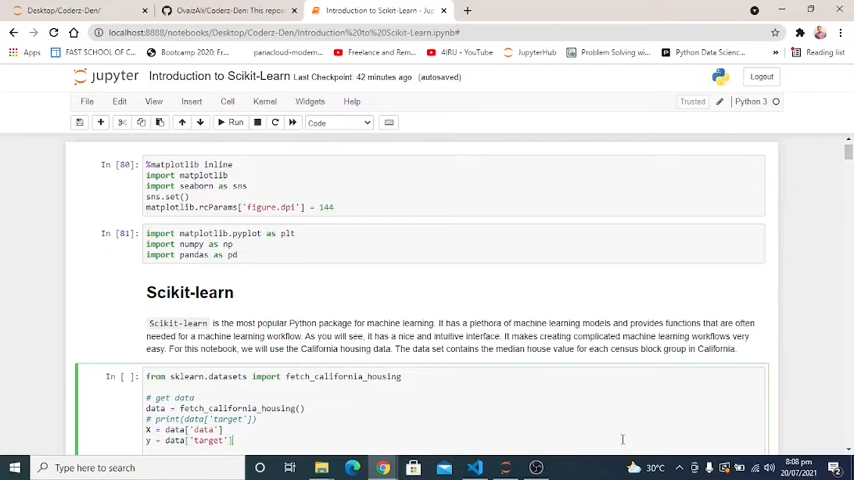 Desktop/Coderz-Den/
OvaizAli/Coderz-Den: This repos
Introduction to Scikit-Learn - Jup
localhost:8888/notebooks/Desktop/Coderz-Den/Introduction%20to%20Scikit-Learn.ipynb#
Apps
FAST SCHOOL OF C...
Bootcamp 2020: Fор...
panacloud-modern...
Freelance and Rem...
4IRU - YouTube
JupyterHub
Problem Solving wi...
Python Data Scienc...
Reading list
jupyter
Introduction to Scikit-Learn Last Checkpoint: 42 minutes ago (autosaved)
Logout
File Edit View Insert Cell Kernel Widgets Help
Trusted
Python 3
Run
Code
In [80]: %matplotlib inline
import matplotlib
import seaborn as sns
sns.set()
matplotlib.rcParams['figure.dpi'] = 144
In [81]: import matplotlib.pyplot as plt
import numpy as np
import pandas as pd
Scikit-learn
Scikit-learn is the most popular Python package for machine learning. It has a plethora of machine learning models and provides functions that are often
needed for a machine learning workflow. As you will see, it has a nice and intuitive interface. It makes creating complicated machine learning workflows very
easy. For this notebook, we will use the California housing data. The data set contains the median house value for each census block group in California.
In [ ]: from sklearn.datasets import fetch_california_housing
# get data
data = fetch_california_housing()
# print(data['target'])
X = data['data']
y = data['target']
Type here to search
30°C
8:08 pm
20/07/2021
2